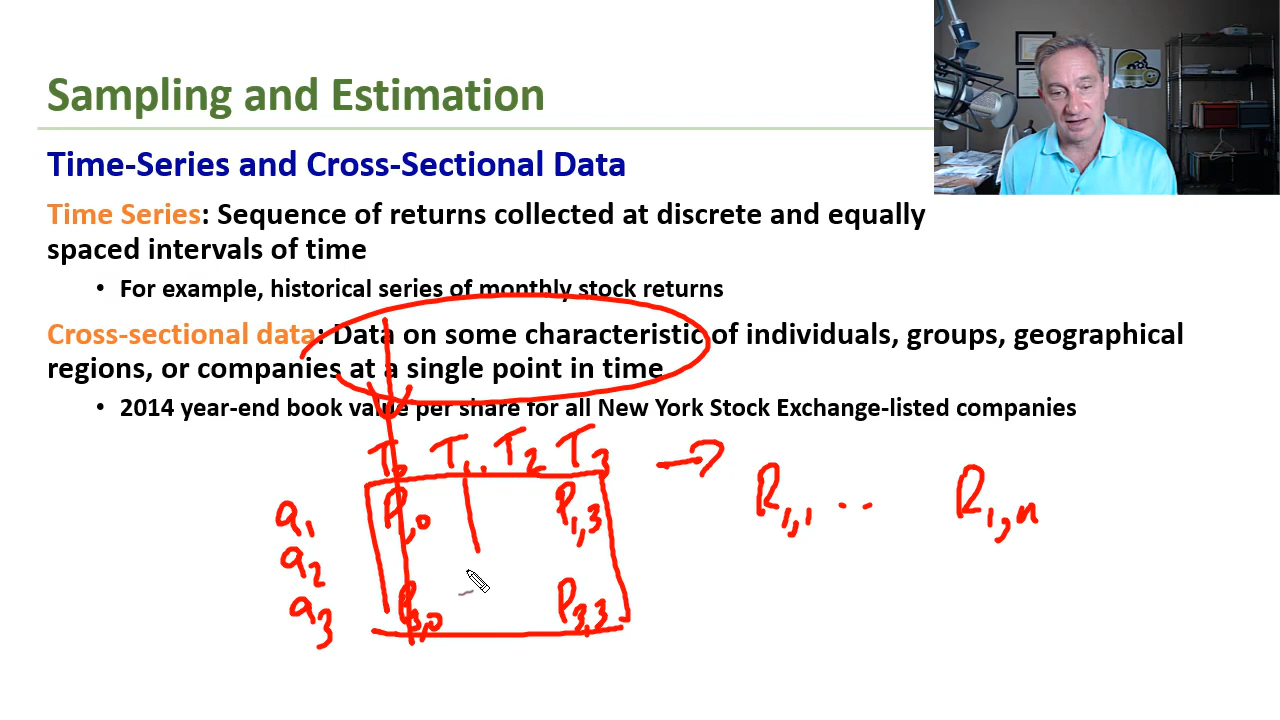 Sampling and Estimation
Time-Series and Cross-Sectional Data
Time Series: Sequence of returns collected at discrete and equally
spaced intervals of time
• For example, historical series of monthly stock returns
Cross-sectional data: Data on some characteristic of individuals, groups, geographical
regions, or companies at a single point in time
• 2014 year-end book value per share for all New York Stock Exchange-listed companies
T0 T1 T2 T3 →
a1 P1,0 P1,3 R1,1 .. R1,n
a2
a3 P3,0 P3,3